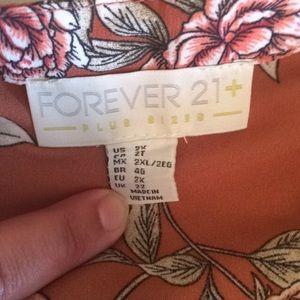 FOREVER 21+
PLUS SIZES
US 2X
CA 2T
MX 2XL/2EG
BR 46
EU 2X
UK 22
MADE IN
VIETNAM